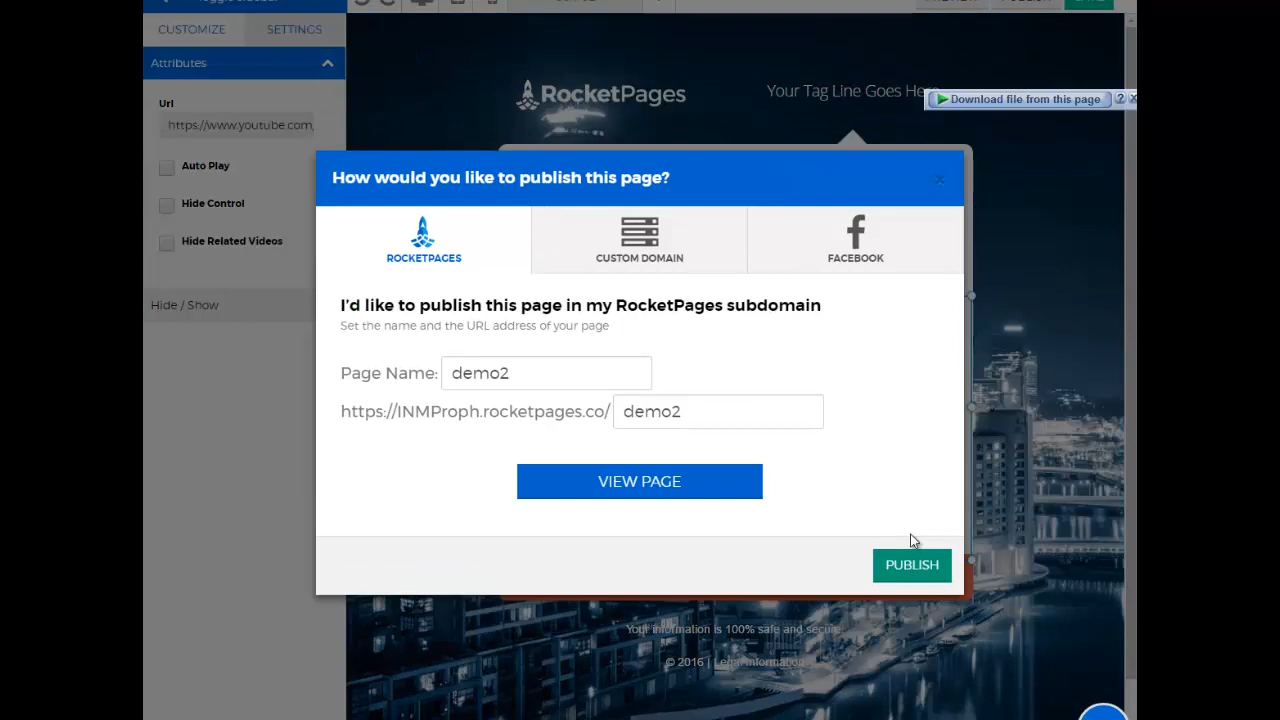 CUSTOMIZE SETTINGS
Attributes
Url
https://www.youtube.com,
Auto Play
Hide Control
Hide Related Videos
Hide / Show
RocketPages
Your Tag Line Goes Here
Download file from this page ? ×
How would you like to publish this page? ×
ROCKETPAGES
CUSTOM DOMAIN
FACEBOOK
I'd like to publish this page in my RocketPages subdomain
Set the name and the URL address of your page
Page Name: demo2
https://INMProph.rocketpages.co/ demo2
VIEW PAGE
PUBLISH
Your information is 100% safe and secure
© 2016 | Legal Information